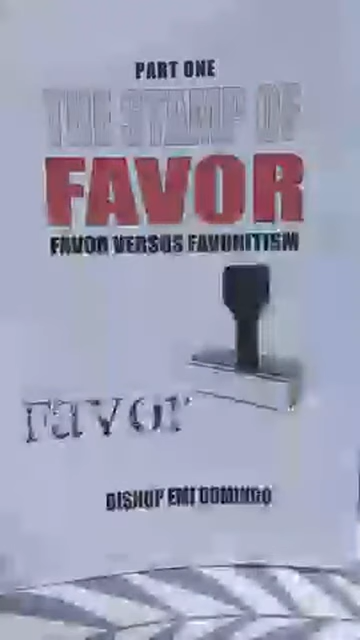 PART ONE
THE STAMP OF
FAVOR
FAVOR VERSUS FAVORITISM
Favor
BISHOP EMI DOMINGO